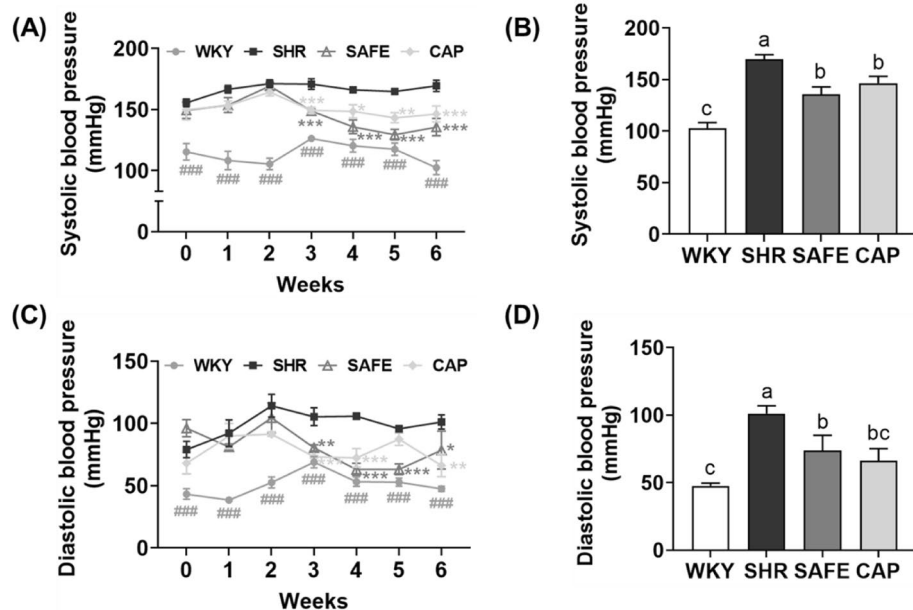 (A)
WKY SHR SAFE CAP
Systolic blood pressure
(mmHg)
200
150
100
0
*** * ** ***
*** *** *** ***
### ### ### ### ### ### ###
0 1 2 3 4 5 6
Weeks
(B)
Systolic blood pressure
(mmHg)
200
150
100
50
0
c a b b
WKY SHR SAFE CAP
(C)
WKY SHR SAFE CAP
Diastolic blood pressure
(mmHg)
150
100
50
0
** *** *** *
*** *** **
### ### ### ### ### ### ###
0 1 2 3 4 5 6
Weeks
(D)
Diastolic blood pressure
(mmHg)
150
100
50
0
c a b bc
WKY SHR SAFE CAP